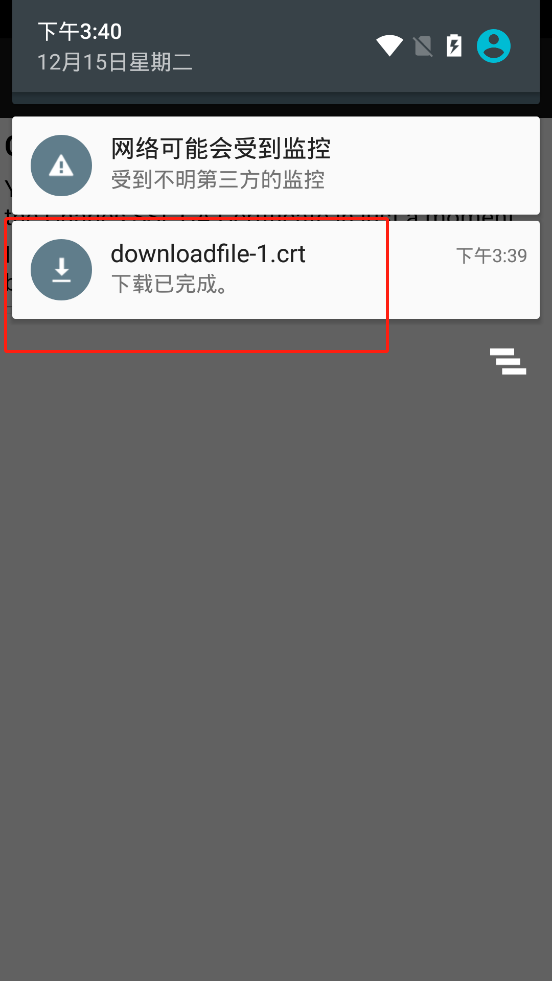 下午3:40
12月15日星期二
网络可能会受到监控
受到不明第三方的监控
downloadfile-1.crt
下午3:39
下载已完成。